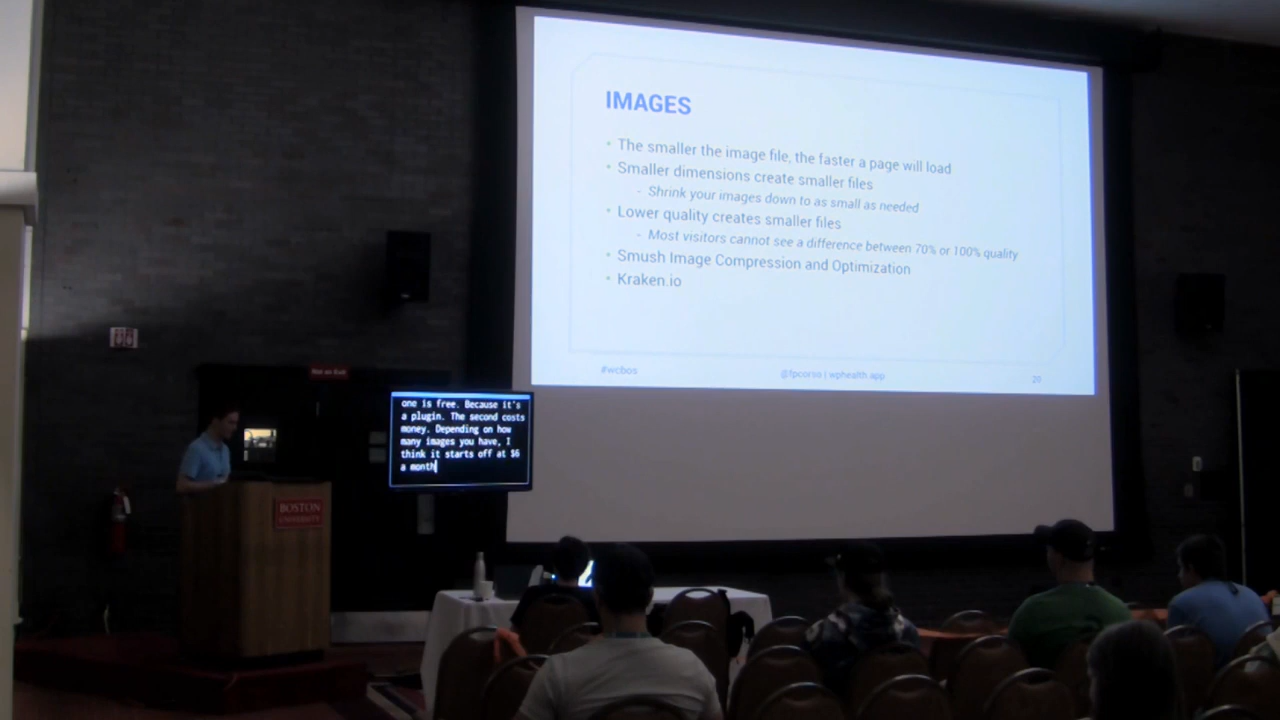 IMAGES
• The smaller the image file, the faster a page will load
• Smaller dimensions create smaller files
- Shrink your images down to as small as needed
• Lower quality creates smaller files
- Most visitors cannot see a difference between 70% or 100% quality
• Smush Image Compression and Optimization
• Kraken.io
#wcbos
@fpcorso | wphealth.app
20
Not an Exit
one is free. Because it's
a plugin. The second costs
money. Depending on how
many images you have, I
think it starts off at $6
a month
BOSTON
UNIVERSITY